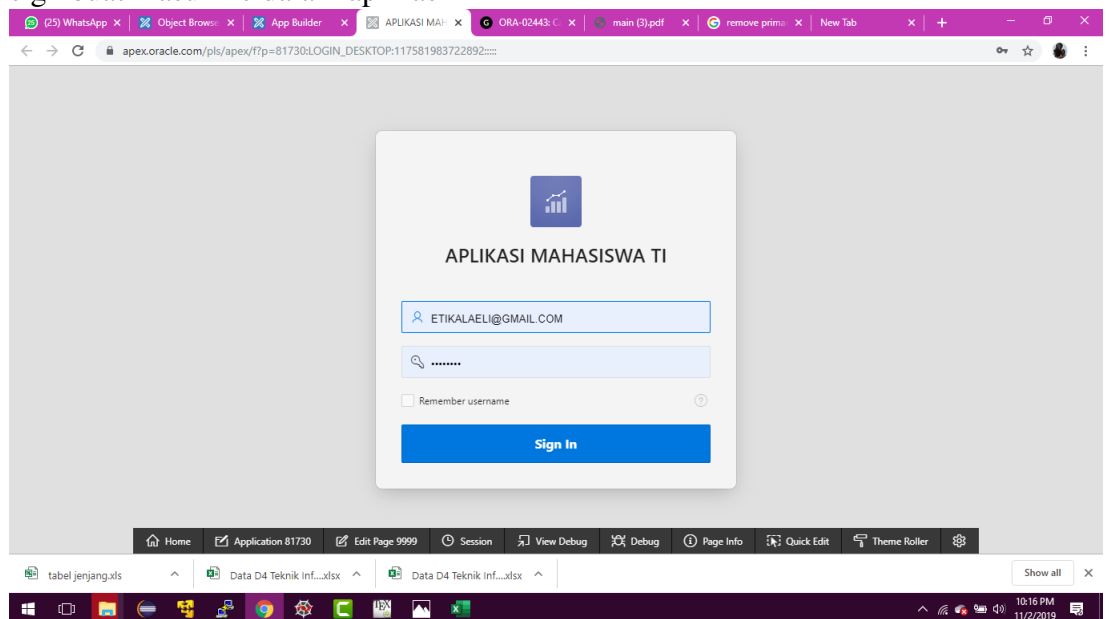 (25) WhatsApp
Object Browse
App Builder
APLIKASI MAH
ORA-02443: C
main (3).pdf
remove prima
New Tab
apex.oracle.com/pls/apex/f?p=81730:LOGIN_DESKTOP:117581983722892:::::
APLIKASI MAHASISWA TI
ETIKALAELI@GMAIL.COM
••••••••
Remember username
Sign In
Home
Application 81730
Edit Page 9999
Session
View Debug
Debug
Page Info
Quick Edit
Theme Roller
tabel jenjang.xls
Data D4 Teknik Inf....xlsx
Data D4 Teknik Inf....xlsx
Show all
10:16 PM
11/2/2019